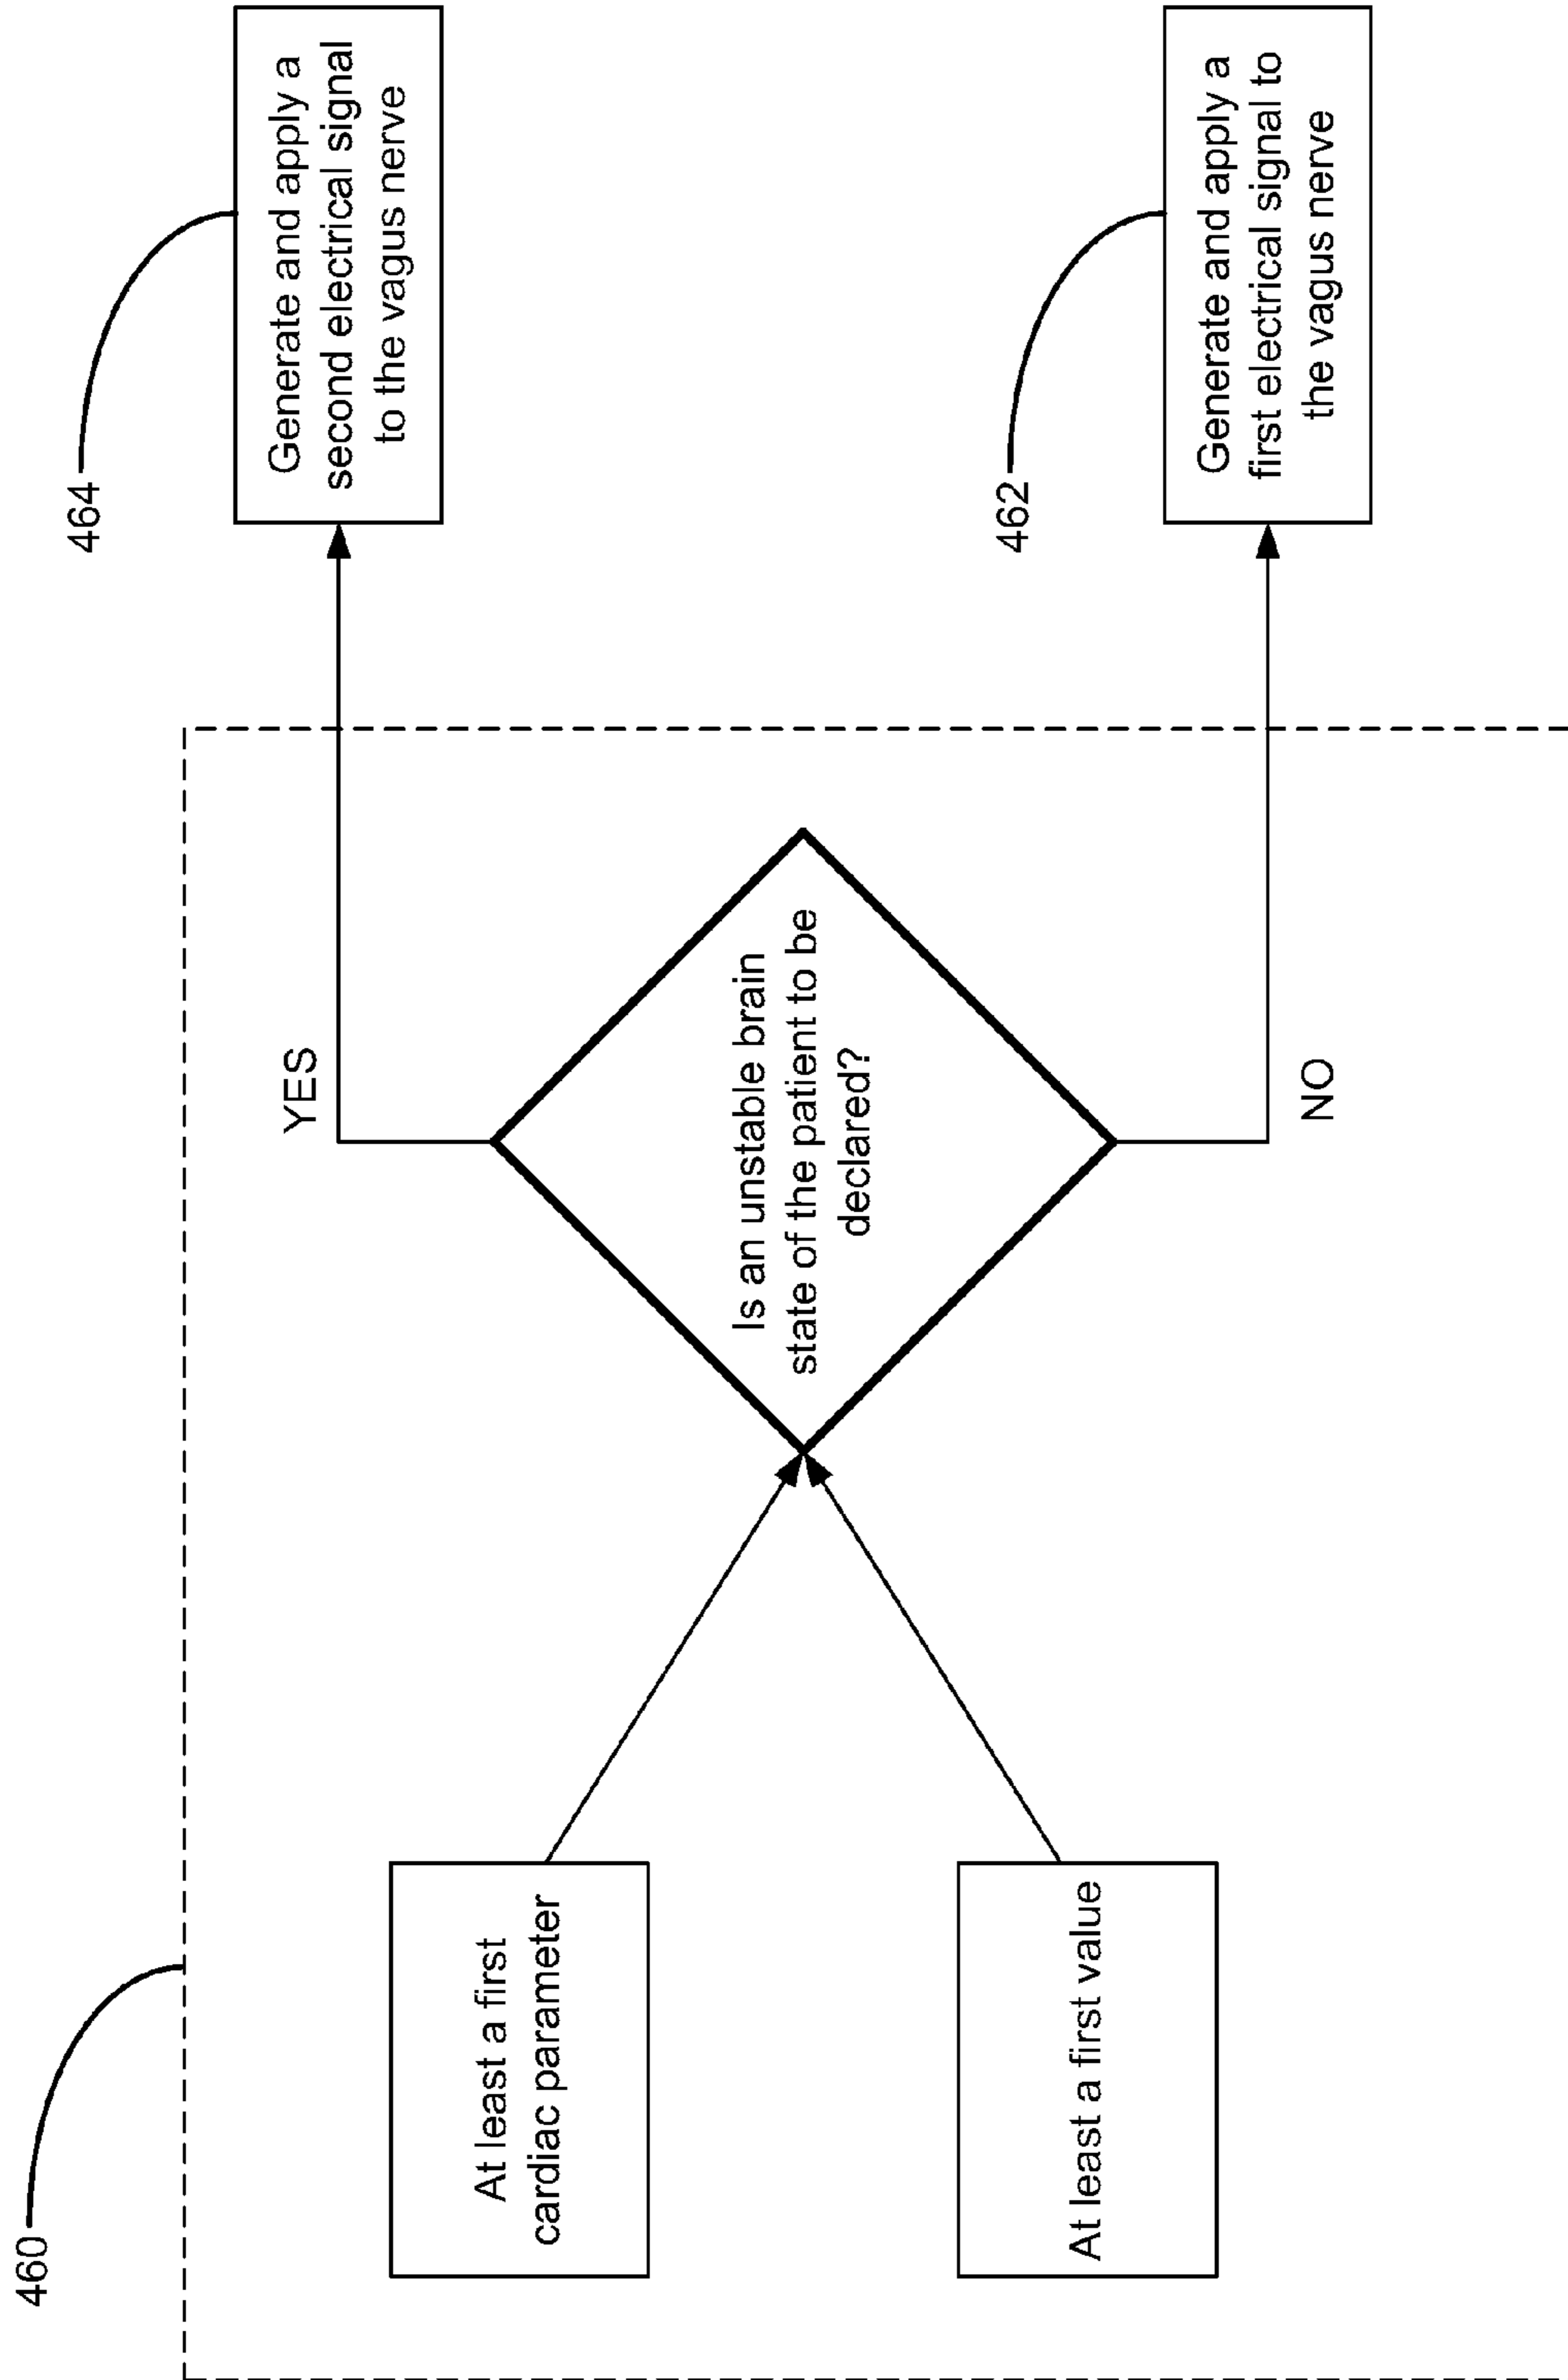 460
At least a first
cardiac parameter
At least a first value
Is an unstable brain
state of the patient to be
declared?
YES
NO
464
Generate and apply a
second electrical signal
to the vagus nerve
462
Generate and apply a
first electrical signal to
the vagus nerve